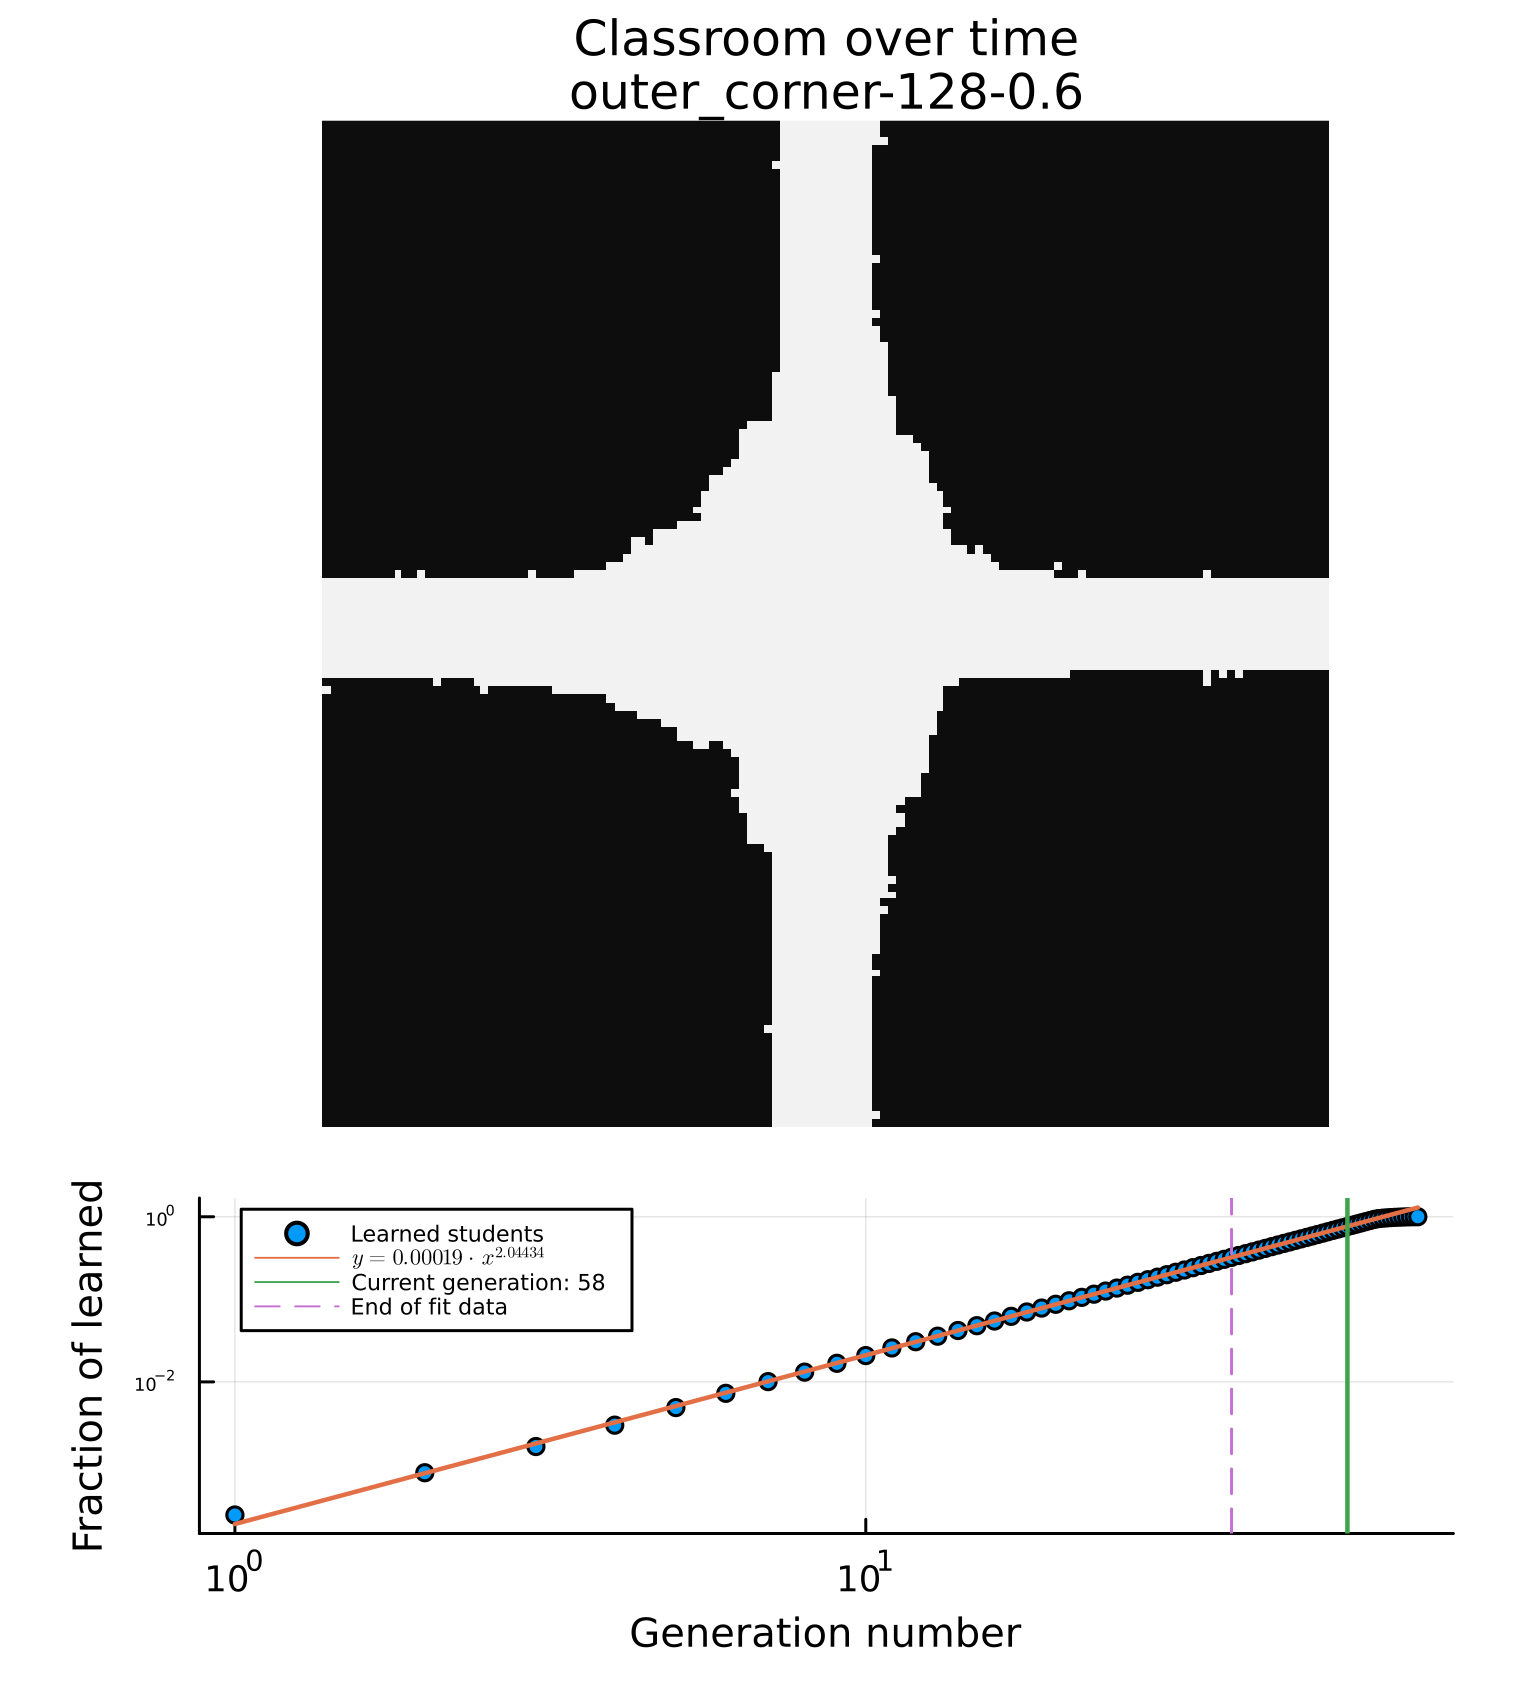 Classroom over time
outer_corner-128-0.6
Fraction of learned
10^0
10^-2
Learned students
y = 0.00019 · x^2.04434
Current generation: 58
End of fit data
10^0
10^1
Generation number